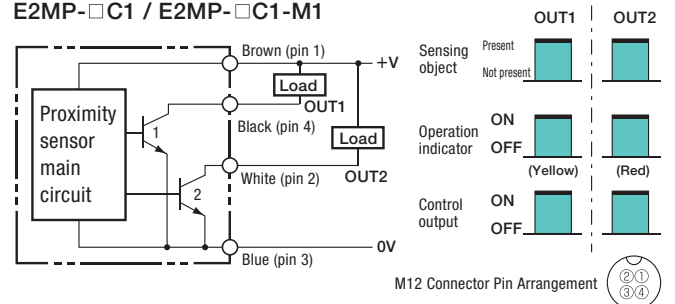 E2MP-□C1 / E2MP-□C1-M1
Brown (pin 1)
+V
Load
OUT1
Black (pin 4)
Load
OUT2
White (pin 2)
Proximity
sensor
main
circuit
1
2
0V
Blue (pin 3)
OUT1
OUT2
Sensing
object
Present
Not present
Operation
indicator
ON
OFF
(Yellow)
(Red)
Control
output
ON
OFF
M12 Connector Pin Arrangement
②①
③④